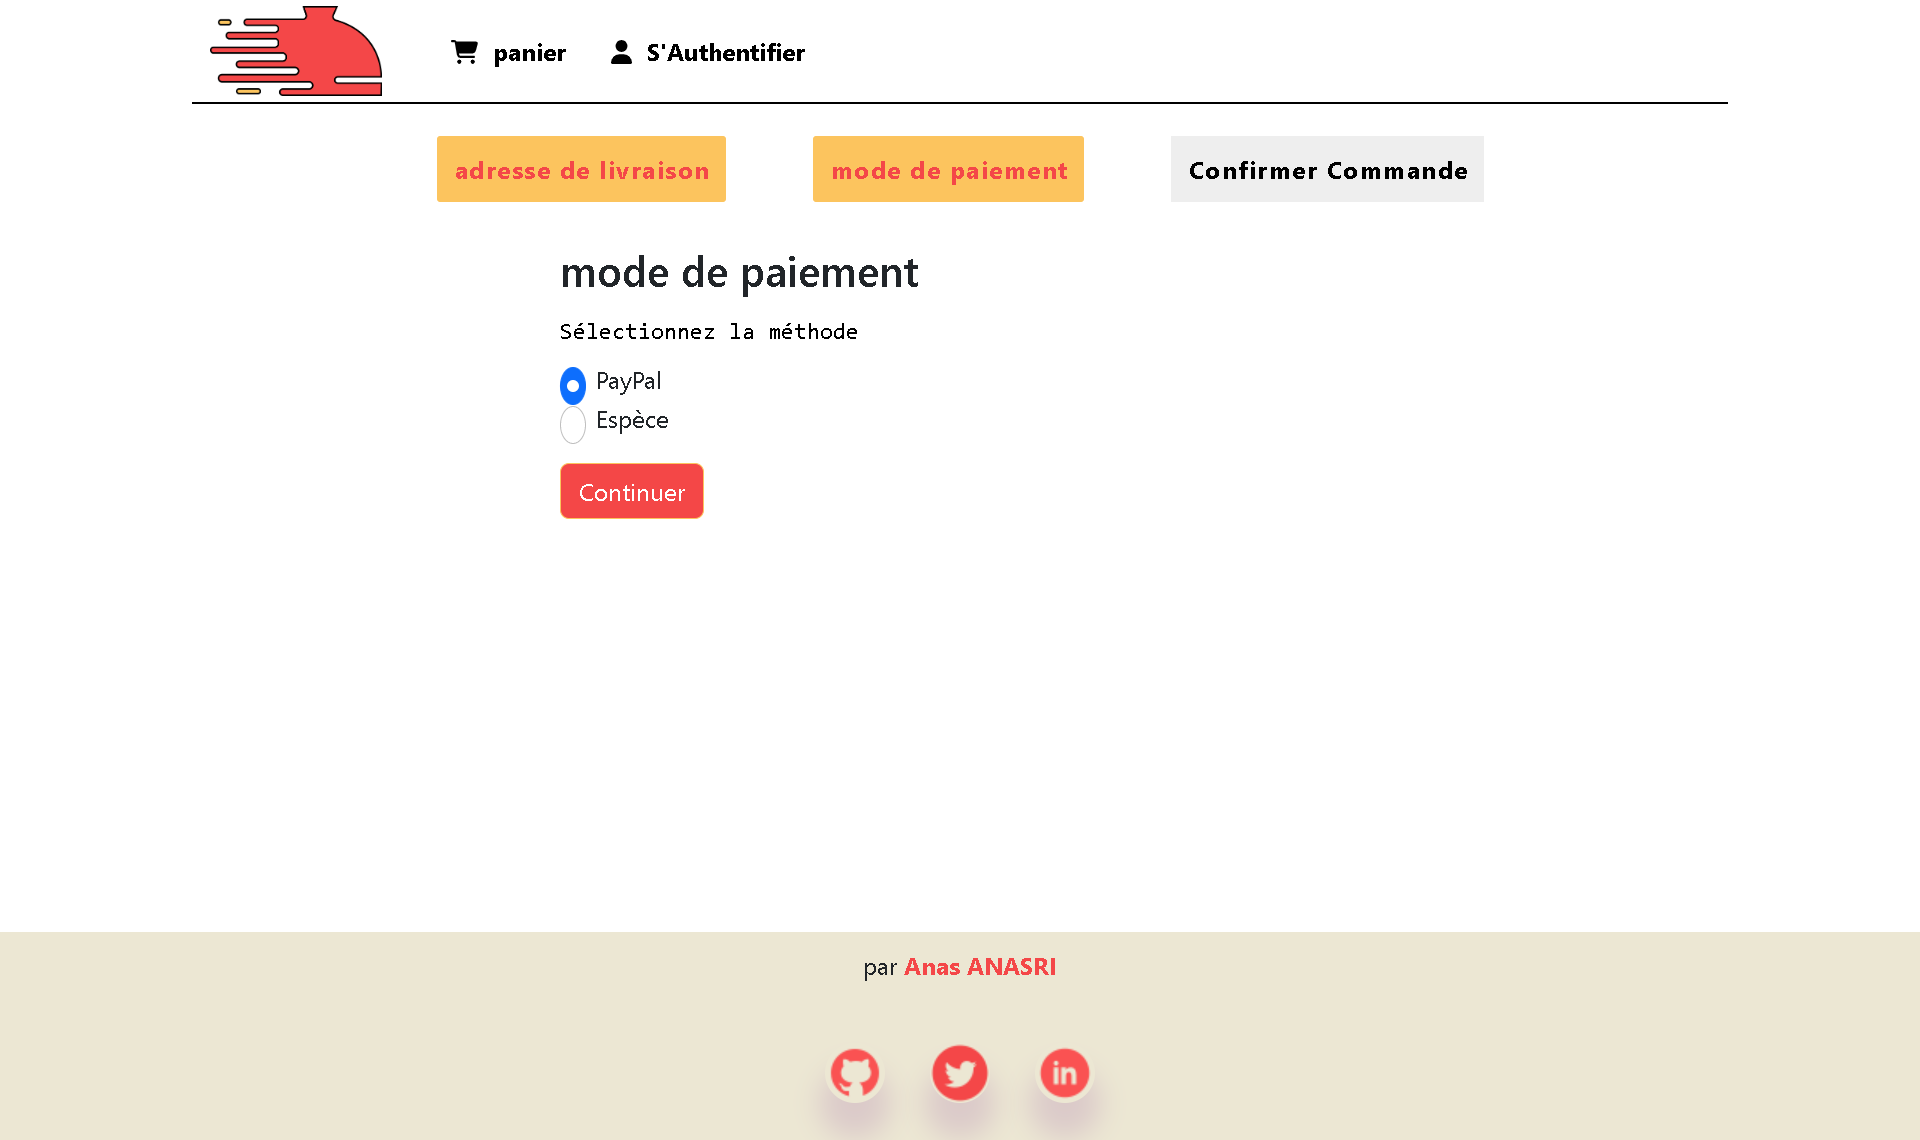 panier S'Authentifier
adresse de livraison mode de paiement Confirmer Commande
mode de paiement
Sélectionnez la méthode
PayPal
Espèce
Continuer
par Anas ANASRI
in